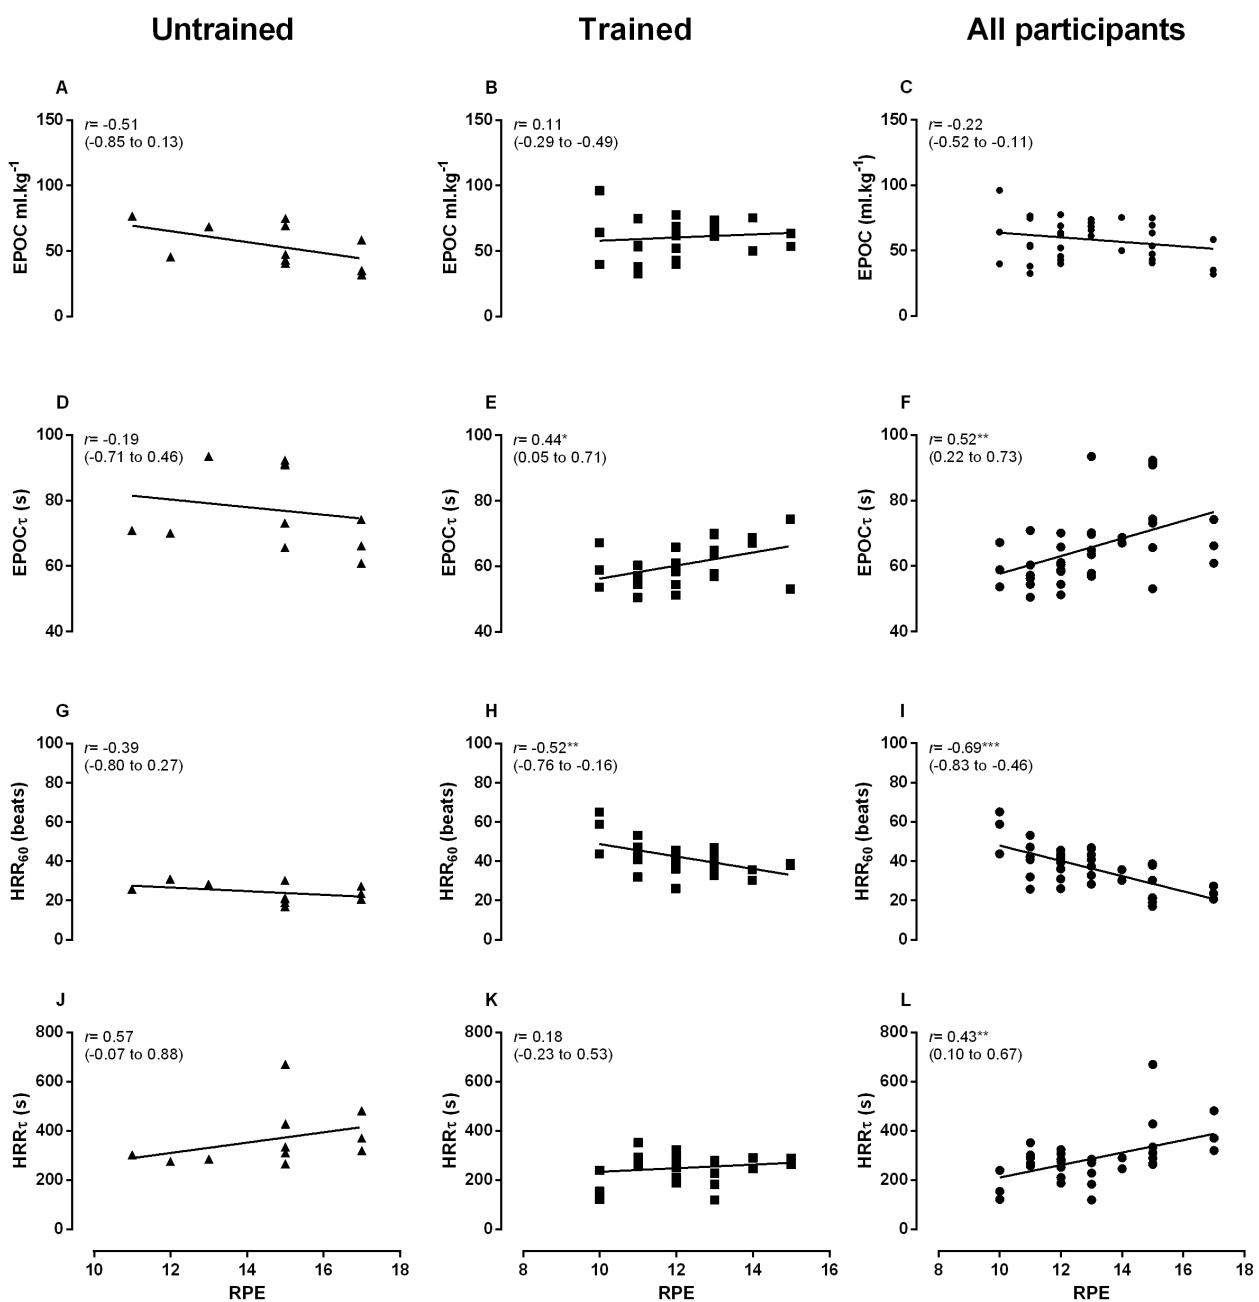 Untrained
Trained
All participants
A
B
C
EPOC ml.kg-1
150
100
50
0
r= -0.51
(-0.85 to 0.13)
EPOC ml.kg-1
150
100
50
0
r= 0.11
(-0.29 to -0.49)
EPOC (ml.kg-1)
150
100
50
0
r= -0.22
(-0.52 to -0.11)
D
E
F
EPOCτ (s)
100
80
60
40
r= -0.19
(-0.71 to 0.46)
EPOCτ (s)
100
80
60
40
r= 0.44*
(0.05 to 0.71)
EPOCτ (s)
100
80
60
40
r= 0.52**
(0.22 to 0.73)
G
H
I
HRR60 (beats)
100
80
60
40
20
0
r= -0.39
(-0.80 to 0.27)
HRR60 (beats)
100
80
60
40
20
0
r= -0.52**
(-0.76 to -0.16)
HRR60 (beats)
100
80
60
40
20
0
r= -0.69***
(-0.83 to -0.46)
J
K
L
HRRτ (s)
800
600
400
200
0
r= 0.57
(-0.07 to 0.88)
HRRτ (s)
800
600
400
200
0
r= 0.18
(-0.23 to 0.53)
HRRτ (s)
800
600
400
200
0
r= 0.43**
(0.10 to 0.67)
10 12 14 16 18
RPE
8 10 12 14 16
RPE
8 10 12 14 16 18
RPE